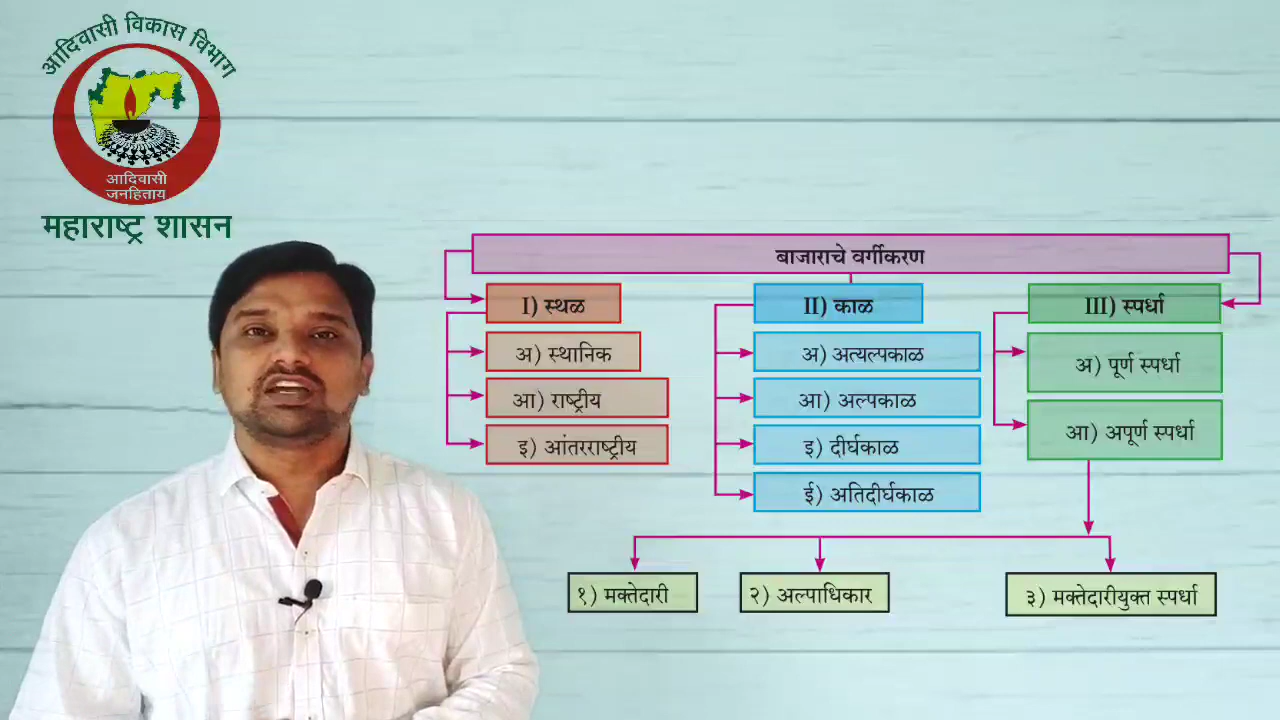 आदिवासी विकास विभाग
आदिवासी
जनहिताय
महाराष्ट्र शासन
बाजाराचे वर्गीकरण
I) स्थळ
अ) स्थानिक
आ) राष्ट्रीय
इ) आंतरराष्ट्रीय
II) काळ
अ) अत्यल्पकाळ
आ) अल्पकाळ
इ) दीर्घकाळ
ई) अतिदीर्घकाळ
III) स्पर्धा
अ) पूर्ण स्पर्धा
आ) अपूर्ण स्पर्धा
१) मक्तेदारी
२) अल्पाधिकार
३) मक्तेदारीयुक्त स्पर्धा